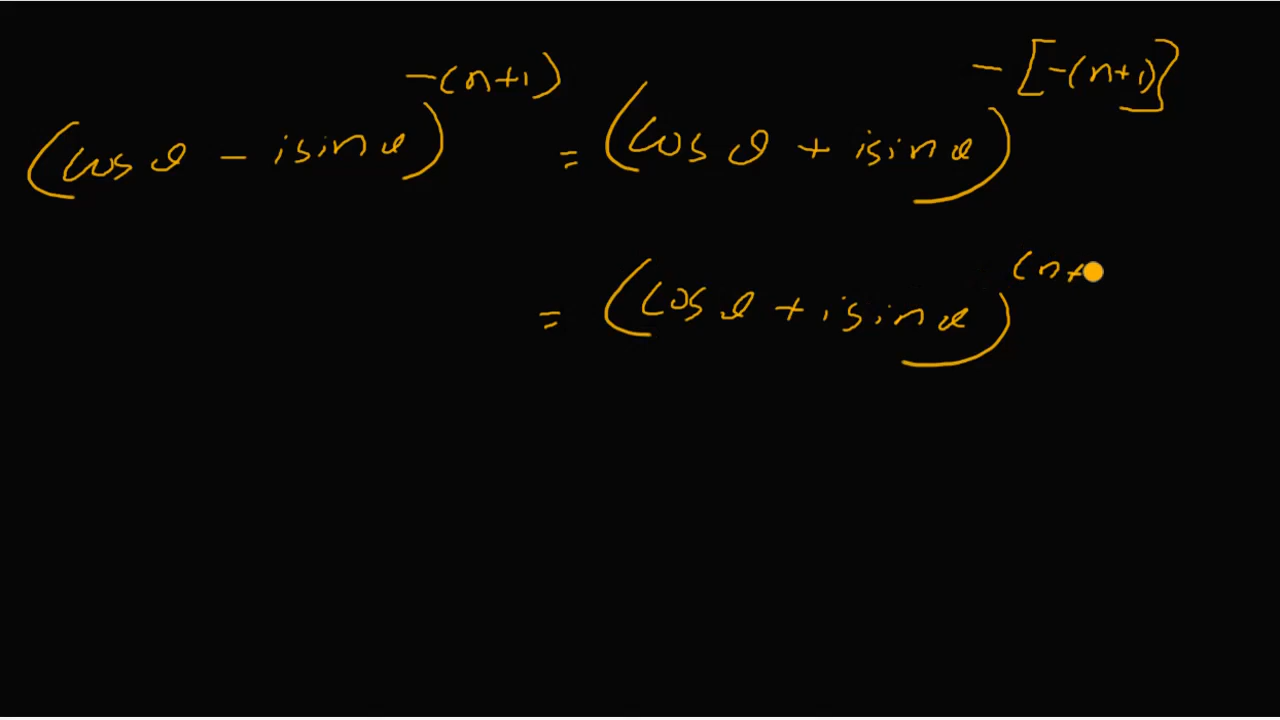 (cos θ - i sin θ)^{-(n+1)} = (cos θ + i sin θ)^{-[-(n+1)]}
= (cos θ + i sin θ)^{(n+